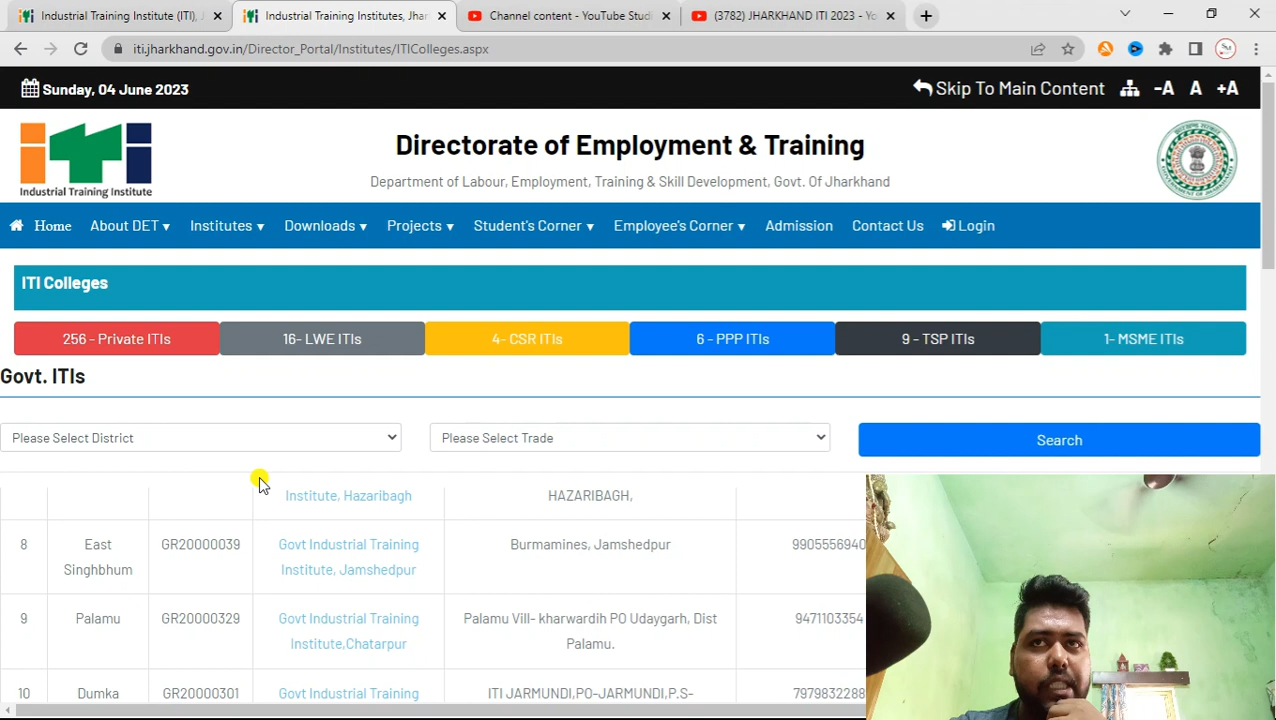 Industrial Training Institute (ITI), J
Industrial Training Institutes, Jhar
Channel content - YouTube Studi
(3782) JHARKHAND ITI 2023 - Yo
iti.jharkhand.gov.in/Director_Portal/Institutes/ITIColleges.aspx
Sunday, 04 June 2023
Skip To Main Content
-A A +A
Industrial Training Institute
Directorate of Employment & Training
Department of Labour, Employment, Training & Skill Development, Govt. Of Jharkhand
Home About DET Institutes Downloads Projects Student's Corner Employee's Corner Admission Contact Us Login
ITI Colleges
256 - Private ITIs 16- LWE ITIs 4- CSR ITIs 6 - PPP ITIs 9 - TSP ITIs 1- MSME ITIs
Govt. ITIs
Please Select District Please Select Trade Search
Institute, Hazaribagh HAZARIBAGH,
8 East Singhbhum GR20000039 Govt Industrial Training Institute, Jamshedpur Burmamines, Jamshedpur 9905556940
9 Palamu GR20000329 Govt Industrial Training Institute,Chatarpur Palamu Vill- kharwardih PO Udaygarh, Dist Palamu. 9471103354
10 Dumka GR20000301 Govt Industrial Training ITI JARMUNDI,PO-JARMUNDI,P.S- 7979832288